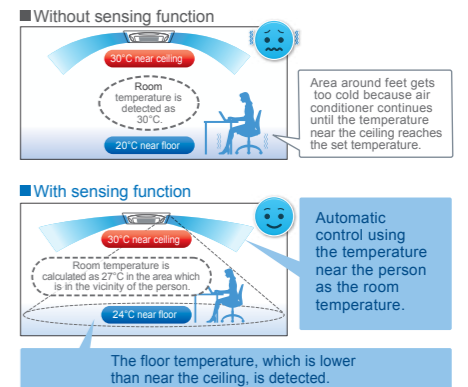 ■Without sensing function
30°C near ceiling
Room
temperature is
detected as
30°C.
20°C near floor
Area around feet gets
too cold because air
conditioner continues
until the temperature
near the ceiling reaches
the set temperature.
■With sensing function
30°C near ceiling
Room temperature is
calculated as 27°C in the area which
is in the vicinity of the person.
24°C near floor
Automatic
control using
the temperature
near the person
as the room
temperature.
The floor temperature, which is lower
than near the ceiling, is detected.